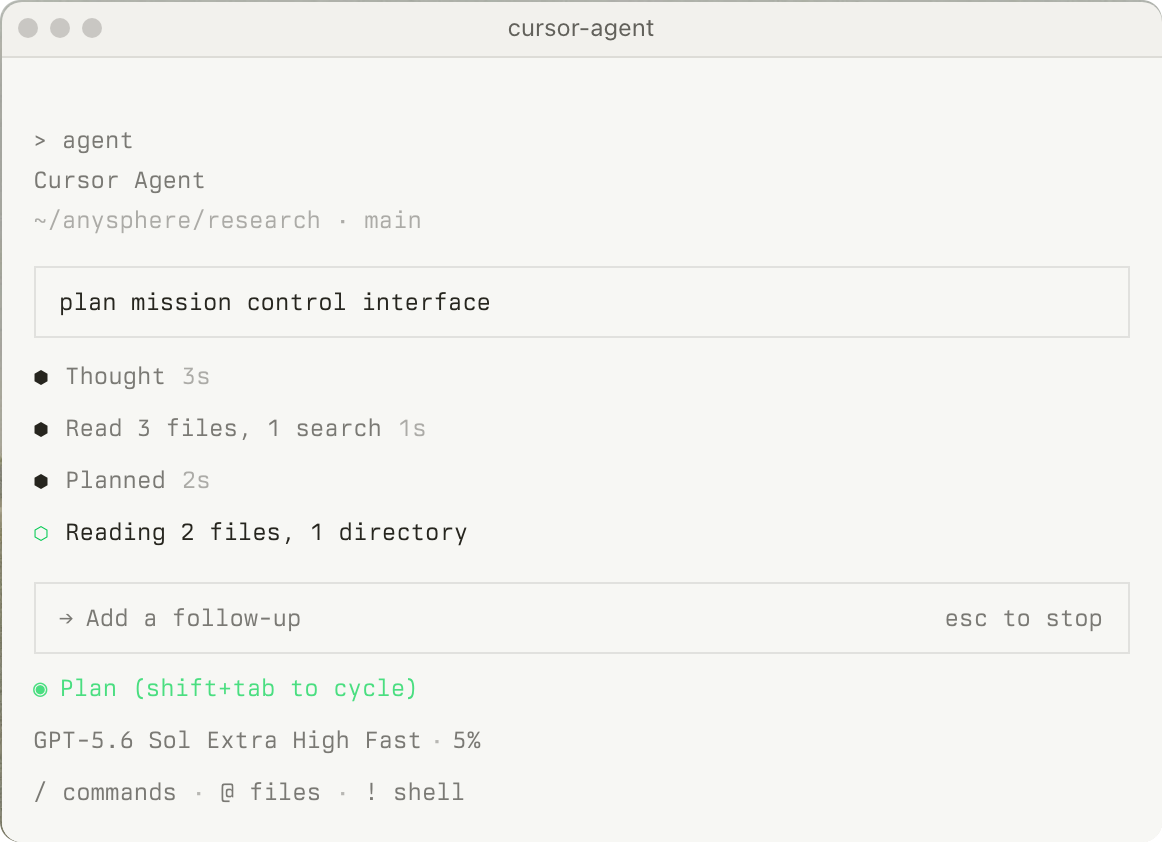 cursor-agent
> agent
Cursor Agent
~/anysphere/research · main
plan mission control interface
⬢ Thought 3s
⬢ Read 3 files, 1 search 1s
⬢ Planned 2s
⬡ Reading 2 files, 1 directory
→ Add a follow-up esc to stop
◉ Plan (shift+tab to cycle)
GPT-5.6 Sol Extra High Fast · 5%
/ commands · @ files · ! shell